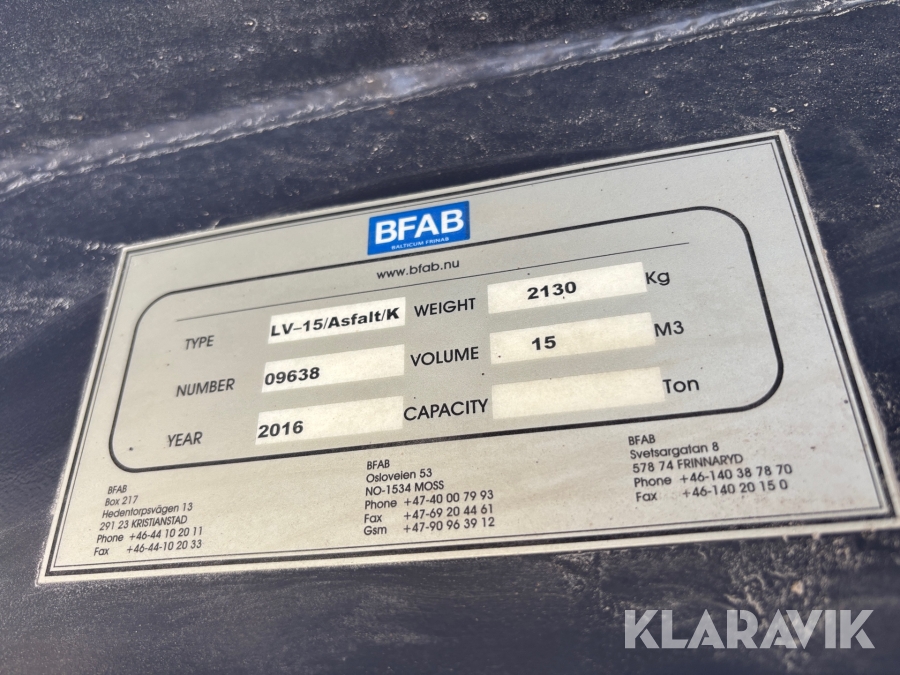 BFAB
BALTICUM FRINAB
www.bfab.nu
TYPE LV-15/Asfalt/K WEIGHT 2130 Kg
NUMBER 09638 VOLUME 15 M3
YEAR 2016 CAPACITY Ton
BFAB
Box 217
Hedentorpsvägen 13
291 23 KRISTIANSTAD
Phone +46-44 10 20 11
Fax +46-44-10 20 33
BFAB
Osloveien 53
NO-1534 MOSS
Phone +47-40 00 79 93
Fax +47-69 20 44 61
Gsm +47-90 96 39 12
BFAB
Svetsargatan 8
578 74 FRINNARYD
Phone +46-140 38 78 70
Fax +46-140 20 15 0
KLARAVIK